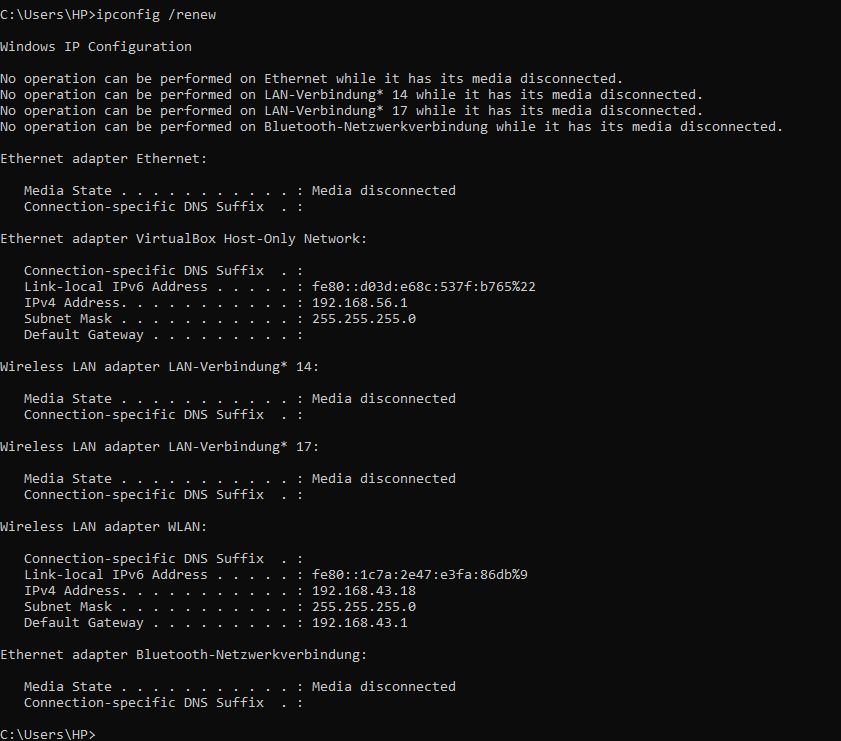 C:\Users\HP>ipconfig /renew
Windows IP Configuration
No operation can be performed on Ethernet while it has its media disconnected.
No operation can be performed on LAN-Verbindung* 14 while it has its media disconnected.
No operation can be performed on LAN-Verbindung* 17 while it has its media disconnected.
No operation can be performed on Bluetooth-Netzwerkverbindung while it has its media disconnected.
Ethernet adapter Ethernet:
   Media State . . . . . . . . . . . : Media disconnected
   Connection-specific DNS Suffix  . :
Ethernet adapter VirtualBox Host-Only Network:
   Connection-specific DNS Suffix  . :
   Link-local IPv6 Address . . . . . : fe80::d03d:e68c:537f:b765%22
   IPv4 Address. . . . . . . . . . . : 192.168.56.1
   Subnet Mask . . . . . . . . . . . : 255.255.255.0
   Default Gateway . . . . . . . . . :
Wireless LAN adapter LAN-Verbindung* 14:
   Media State . . . . . . . . . . . : Media disconnected
   Connection-specific DNS Suffix  . :
Wireless LAN adapter LAN-Verbindung* 17:
   Media State . . . . . . . . . . . : Media disconnected
   Connection-specific DNS Suffix  . :
Wireless LAN adapter WLAN:
   Connection-specific DNS Suffix  . :
   Link-local IPv6 Address . . . . . : fe80::1c7a:2e47:e3fa:86db%9
   IPv4 Address. . . . . . . . . . . : 192.168.43.18
   Subnet Mask . . . . . . . . . . . : 255.255.255.0
   Default Gateway . . . . . . . . . : 192.168.43.1
Ethernet adapter Bluetooth-Netzwerkverbindung:
   Media State . . . . . . . . . . . : Media disconnected
   Connection-specific DNS Suffix  . :
C:\Users\HP>